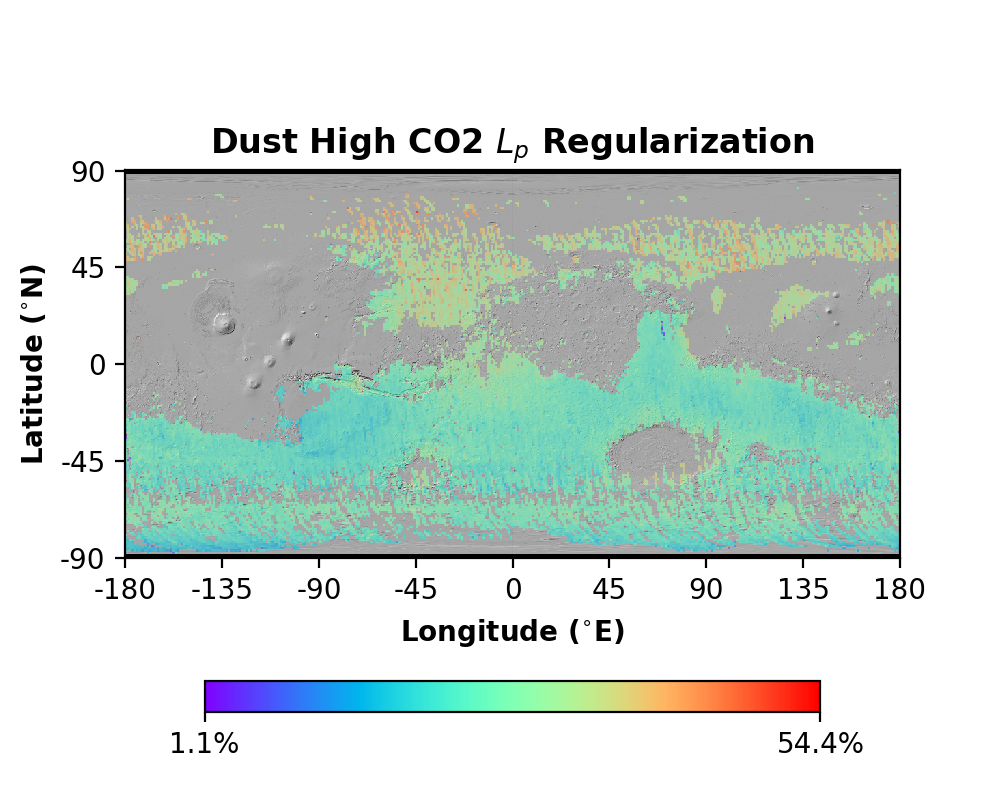 Dust High CO2 Lp Regularization
90
45
0
-45
-90
Latitude (°N)
-180 -135 -90 -45 0 45 90 135 180
Longitude (°E)
1.1% 54.4%